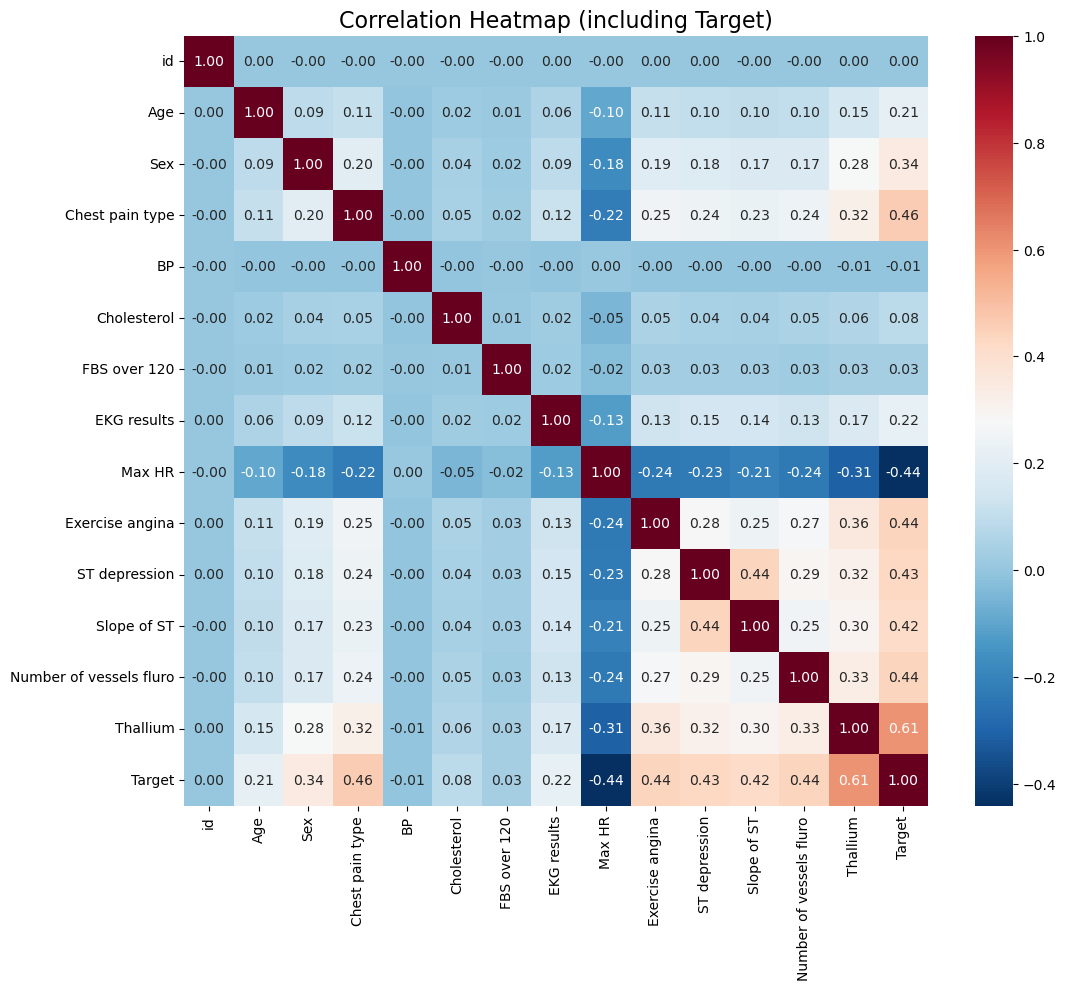 Correlation Heatmap (including Target)
id 1.00 0.00 -0.00 -0.00 -0.00 -0.00 -0.00 0.00 -0.00 0.00 0.00 -0.00 -0.00 0.00 0.00
Age 0.00 1.00 0.09 0.11 -0.00 0.02 0.01 0.06 -0.10 0.11 0.10 0.10 0.10 0.15 0.21
Sex -0.00 0.09 1.00 0.20 -0.00 0.04 0.02 0.09 -0.18 0.19 0.18 0.17 0.17 0.28 0.34
Chest pain type -0.00 0.11 0.20 1.00 -0.00 0.05 0.02 0.12 -0.22 0.25 0.24 0.23 0.24 0.32 0.46
BP -0.00 -0.00 -0.00 -0.00 1.00 -0.00 -0.00 -0.00 0.00 -0.00 -0.00 -0.00 -0.00 -0.01 -0.01
Cholesterol -0.00 0.02 0.04 0.05 -0.00 1.00 0.01 0.02 -0.05 0.05 0.04 0.04 0.05 0.06 0.08
FBS over 120 -0.00 0.01 0.02 0.02 -0.00 0.01 1.00 0.02 -0.02 0.03 0.03 0.03 0.03 0.03 0.03
EKG results 0.00 0.06 0.09 0.12 -0.00 0.02 0.02 1.00 -0.13 0.13 0.15 0.14 0.13 0.17 0.22
Max HR -0.00 -0.10 -0.18 -0.22 0.00 -0.05 -0.02 -0.13 1.00 -0.24 -0.23 -0.21 -0.24 -0.31 -0.44
Exercise angina 0.00 0.11 0.19 0.25 -0.00 0.05 0.03 0.13 -0.24 1.00 0.28 0.25 0.27 0.36 0.44
ST depression 0.00 0.10 0.18 0.24 -0.00 0.04 0.03 0.15 -0.23 0.28 1.00 0.44 0.29 0.32 0.43
Slope of ST -0.00 0.10 0.17 0.23 -0.00 0.04 0.03 0.14 -0.21 0.25 0.44 1.00 0.25 0.30 0.42
Number of vessels fluro -0.00 0.10 0.17 0.24 -0.00 0.05 0.03 0.13 -0.24 0.27 0.29 0.25 1.00 0.33 0.44
Thallium 0.00 0.15 0.28 0.32 -0.01 0.06 0.03 0.17 -0.31 0.36 0.32 0.30 0.33 1.00 0.61
Target 0.00 0.21 0.34 0.46 -0.01 0.08 0.03 0.22 -0.44 0.44 0.43 0.42 0.44 0.61 1.00
id
Age
Sex
Chest pain type
BP
Cholesterol
FBS over 120
EKG results
Max HR
Exercise angina
ST depression
Slope of ST
Number of vessels fluro
Thallium
Target
1.0
0.8
0.6
0.4
0.2
0.0
−0.2
−0.4